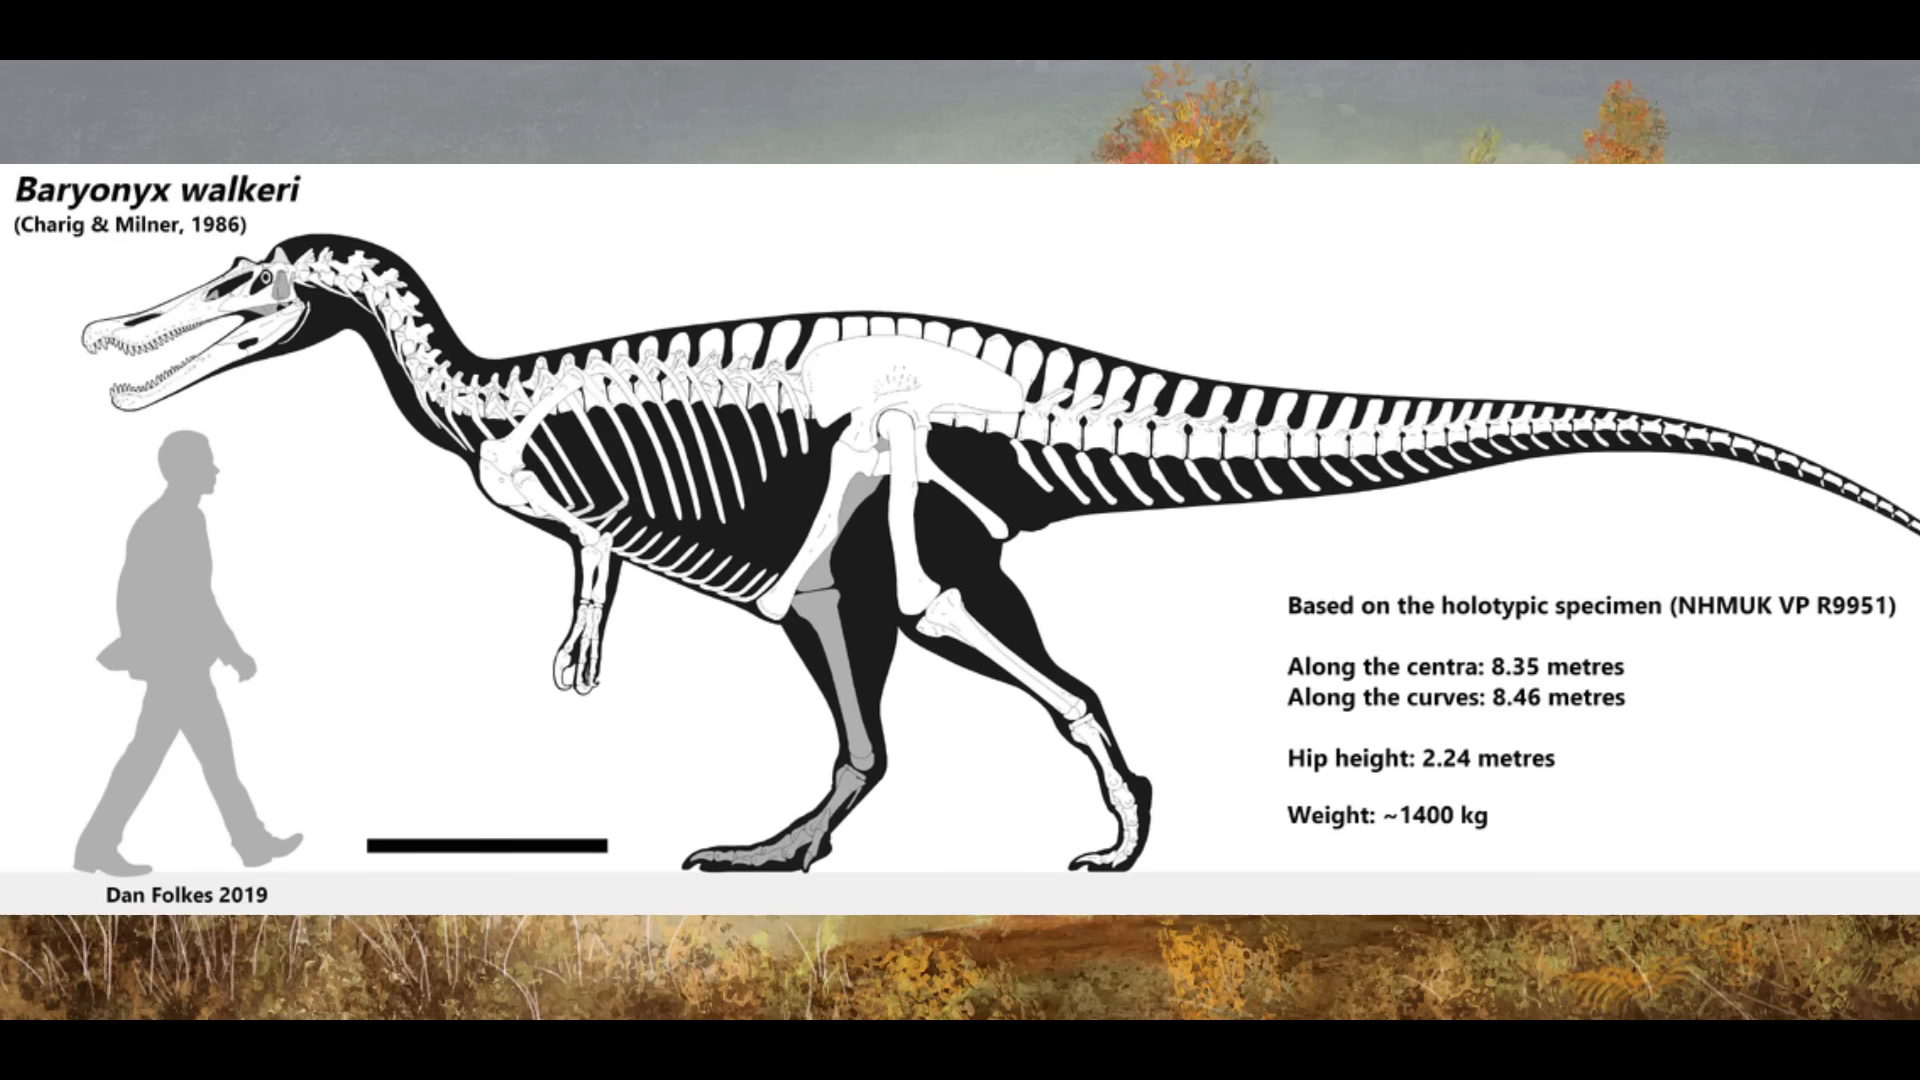 Baryonyx walkeri
(Charig & Milner, 1986)
Based on the holotypic specimen (NHMUK VP R9951)
Along the centra: 8.35 metres
Along the curves: 8.46 metres
Hip height: 2.24 metres
Weight: ~1400 kg
Dan Folkes 2019